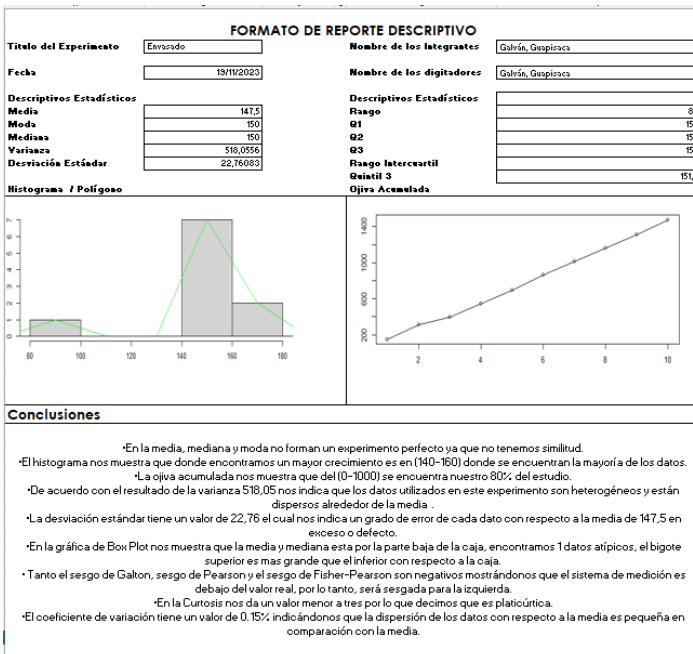 FORMATO DE REPORTE DESCRIPTIVO
Titulo del Experimento Envasado Nombre de los Integrantes Galván, Guapisaca
Fecha 19/11/2023 Nombre de los digitadores Galván, Guapisaca
Descriptivos Estadísticos Descriptivos Estadísticos
Media 147,5 Rango 8
Moda 150 Q1 15
Mediana 150 Q2 15
Varianza 518,0556 Q3 15
Desviación Estándar 22,76083 Rango Intercuartil
Quintil 3 151,
Histograma / Polígono Ojiva Acumulada
7
6
5
4
3
2
1
0
80 100 120 140 160 180
1400
1000
600
200
2 4 6 8 10
Conclusiones
•En la media, mediana y moda no forman un experimento perfecto ya que no tenemos similitud.
•El histograma nos muestra que donde encontramos un mayor crecimiento es en (140-160) donde se encuentran la mayoría de los datos.
•La ojiva acumulada nos muestra que del (0-1000) se encuentra nuestro 80% del estudio.
•De acuerdo con el resultado de la varianza 518,05 nos indica que los datos utilizados en este experimento son heterogéneos y están
dispersos alrededor de la media .
•La desviación estándar tiene un valor de 22,76 el cual nos indica un grado de error de cada dato con respecto a la media de 147,5 en
exceso o defecto.
•En la gráfica de Box Plot nos muestra que la media y mediana esta por la parte baja de la caja, encontramos 1 datos atípicos, el bigote
superior es mas grande que el inferior con respecto a la caja.
• Tanto el sesgo de Galton, sesgo de Pearson y el sesgo de Fisher-Pearson son negativos mostrándonos que el sistema de medición es
debajo del valor real, por lo tanto, será sesgada para la izquierda.
•En la Curtosis nos da un valor menor a tres por lo que decimos que es platicúrtica.
•El coeficiente de variación tiene un valor de 0.15% indicándonos que la dispersión de los datos con respecto a la media es pequeña en
comparación con la media.